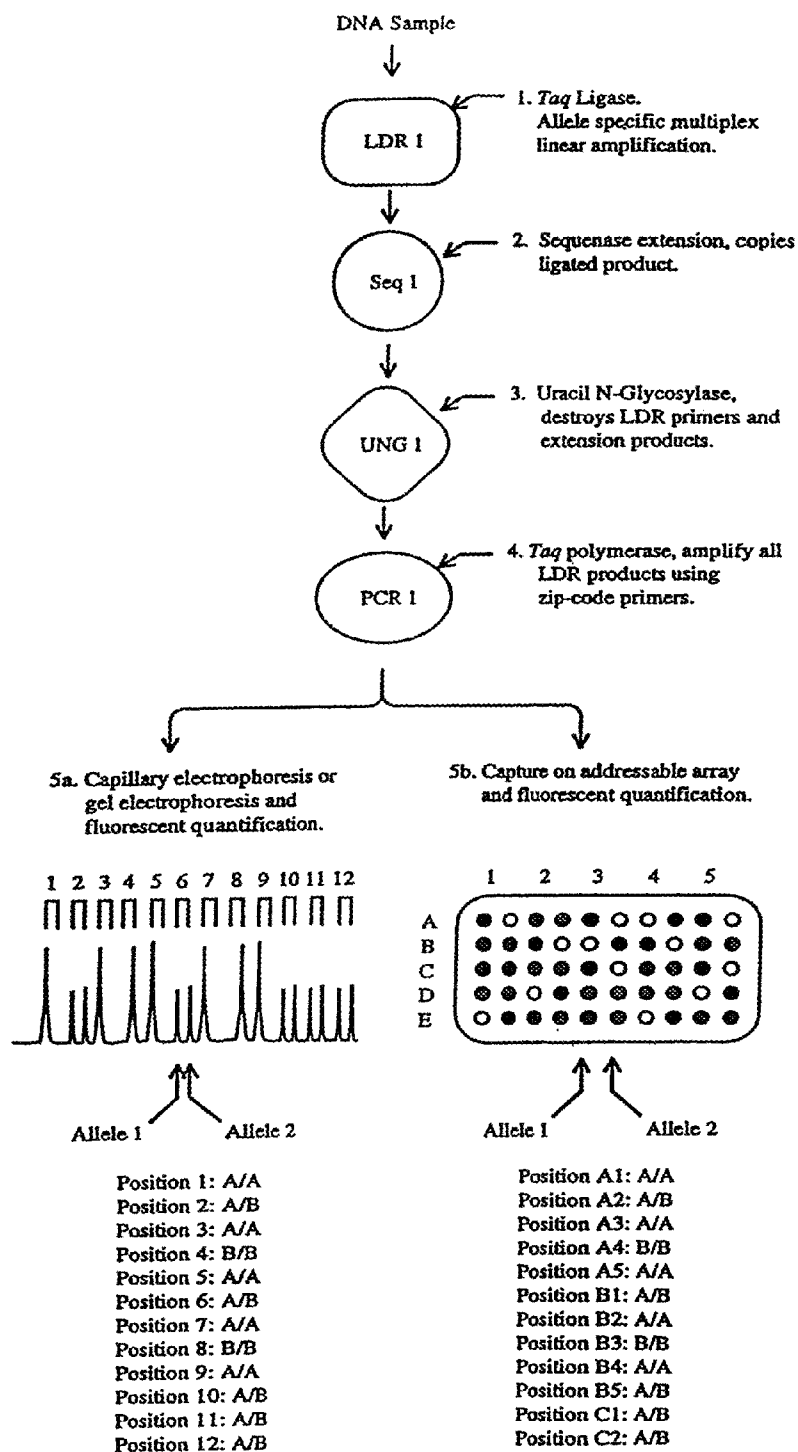 DNA Sample
1. Taq Ligase.
Allele specific multiplex
linear amplification.
LDR 1
2. Sequenase extension, copies
ligated product.
Seq 1
3. Uracil N-Glycosylase,
destroys LDR primers and
extension products.
UNG 1
4. Taq polymerase, amplify all
LDR products using
zip-code primers.
PCR 1
5a. Capillary electrophoresis or
gel electrophoresis and
fluorescent quantification.
5b. Capture on addressable array
and fluorescent quantification.
1 2 3 4 5 6 7 8 9 10 11 12
1 2 3 4 5
A
B
C
D
E
Allele 1 Allele 2
Allele 1 Allele 2
Position 1: A/A
Position 2: A/B
Position 3: A/A
Position 4: B/B
Position 5: A/A
Position 6: A/B
Position 7: A/A
Position 8: B/B
Position 9: A/A
Position 10: A/B
Position 11: A/B
Position 12: A/B
Position A1: A/A
Position A2: A/B
Position A3: A/A
Position A4: B/B
Position A5: A/A
Position B1: A/B
Position B2: A/A
Position B3: B/B
Position B4: A/A
Position B5: A/B
Position C1: A/B
Position C2: A/B